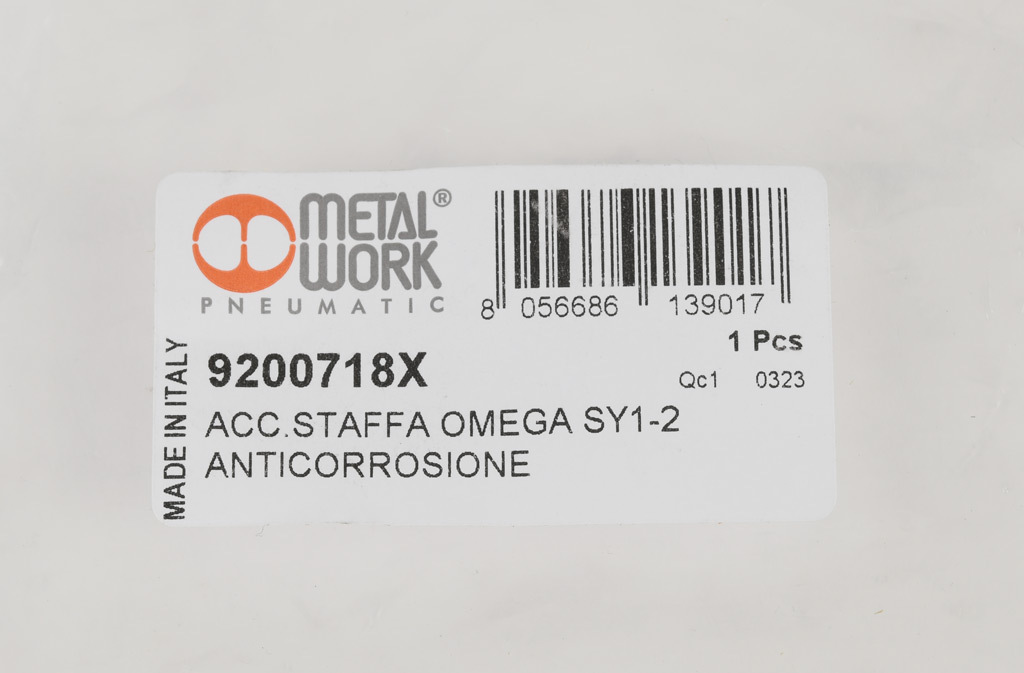 METAL®
WORK
PNEUMATIC
8 056686 139017
1 Pcs
9200718X
Qc1 0323
ACC.STAFFA OMEGA SY1-2
ANTICORROSIONE
MADE IN ITALY